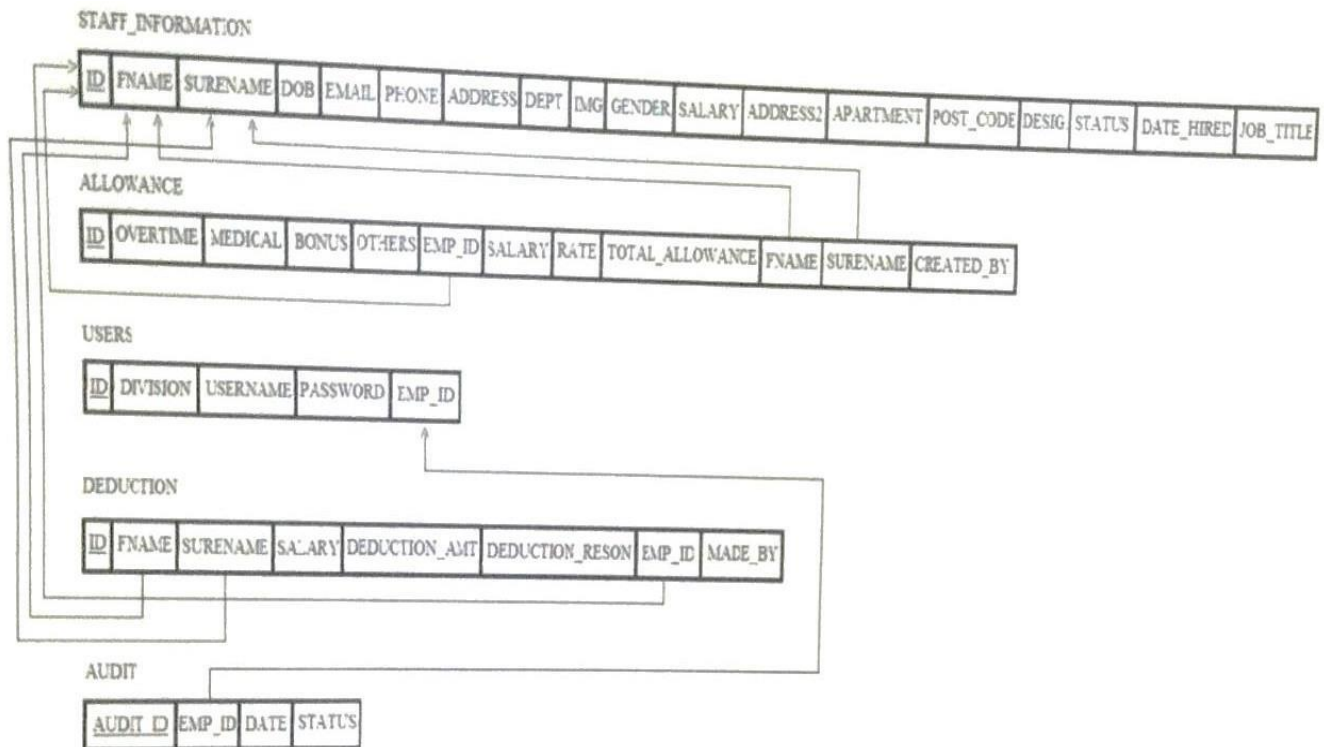 STAFF_INFORMATION
ID FNAME SURENAME DOB EMAIL PHONE ADDRESS DEPT IMG GENDER SALARY ADDRESS2 APARTMENT POST_CODE DESIG. STATUS DATE_HIRED JOB_TITLE
ALLOWANCE
ID OVERTIME MEDICAL BONUS OTHERS EMP_ID SALARY RATE TOTAL_ALLOWANCE FNAME SURENAME CREATED_BY
USERS
ID DIVISION USERNAME PASSWORD EMP_ID
DEDUCTION
ID FNAME SURENAME SALARY DEDUCTION_AMT DEDUCTION_RESON EMP_ID MADE_BY
AUDIT
AUDIT_ID EMP_ID DATE STATUS